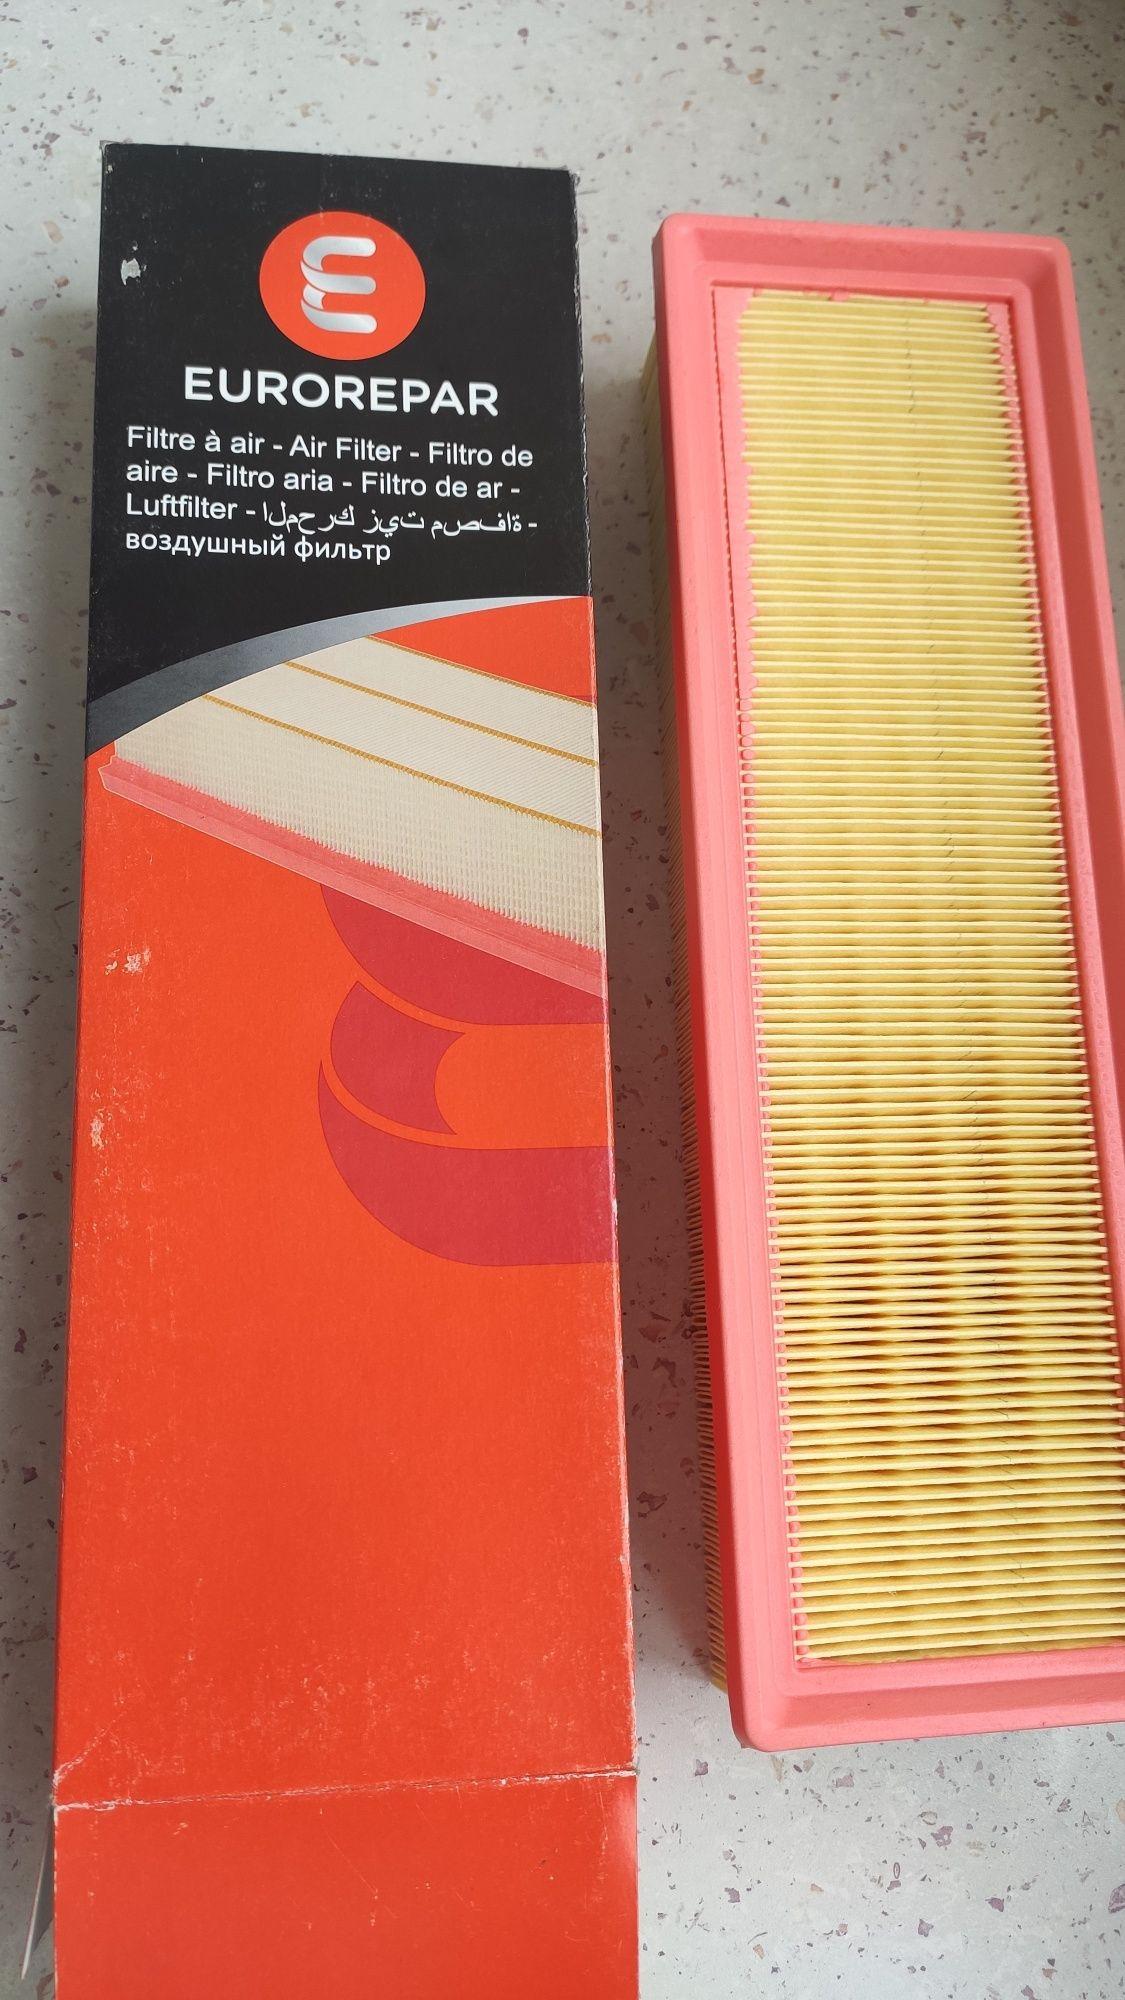 EUROREPAR
Filtre à air - Air Filter - Filtro de
aire - Filtro aria - Filtro de ar -
Luftfilter - المحرك زيت مصفاة -
воздушный фильтр